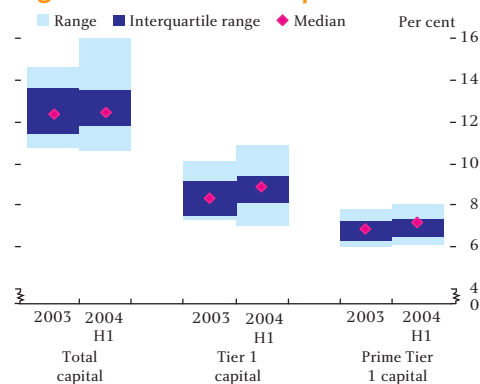 Range Interquartile range Median Per cent
16
14
12
10
8
6
4
0
2003 2004 H1 2003 2004 H1 2003 2004 H1
Total capital Tier 1 capital Prime Tier 1 capital